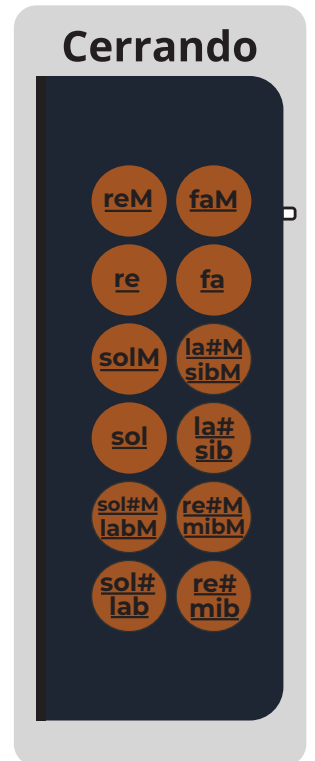 Cerrando
reM faM
re fa
solM la#M
sibM
sol la#
sib
sol#M
labM
re#M
mibM
sol#
lab
re#
mib